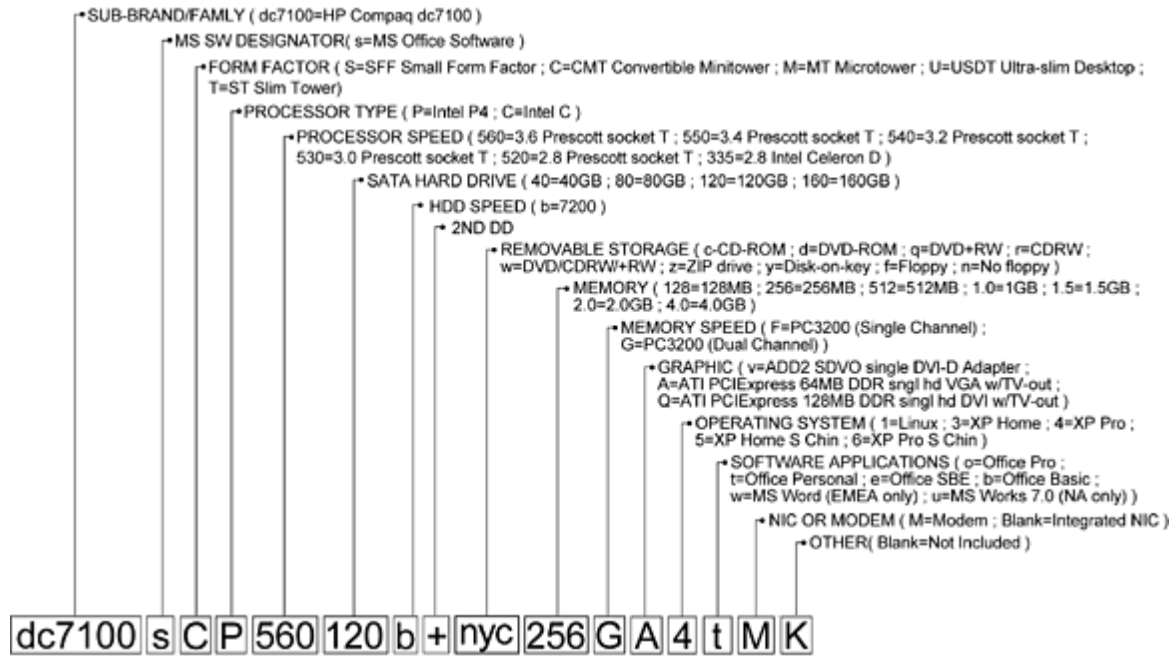 SUB-BRAND/FAMLY ( dc7100=HP Compaq dc7100 )
MS SW DESIGNATOR( s=MS Office Software )
FORM FACTOR ( S=SFF Small Form Factor ; C=CMT Convertible Minitower ; M=MT Microtower ; U=USDT Ultra-slim Desktop ;
T=ST Slim Tower)
PROCESSOR TYPE ( P=Intel P4 ; C=Intel C )
PROCESSOR SPEED ( 560=3.6 Prescott socket T ; 550=3.4 Prescott socket T ; 540=3.2 Prescott socket T ;
530=3.0 Prescott socket T ; 520=2.8 Prescott socket T ; 335=2.8 Intel Celeron D )
SATA HARD DRIVE ( 40=40GB ; 80=80GB ; 120=120GB ; 160=160GB )
HDD SPEED ( b=7200 )
2ND DD
REMOVABLE STORAGE ( c-CD-ROM ; d=DVD-ROM ; q=DVD+RW ; r=CDRW ;
w=DVD/CDRW/+RW ; z=ZIP drive ; y=Disk-on-key ; f=Floppy ; n=No floppy )
MEMORY ( 128=128MB ; 256=256MB ; 512=512MB ; 1.0=1GB ; 1.5=1.5GB ;
2.0=2.0GB ; 4.0=4.0GB )
MEMORY SPEED ( F=PC3200 (Single Channel) ;
G=PC3200 (Dual Channel) )
GRAPHIC ( v=ADD2 SDVO single DVI-D Adapter ;
A=ATI PCIExpress 64MB DDR sngl hd VGA w/TV-out ;
Q=ATI PCIExpress 128MB DDR singl hd DVI w/TV-out )
OPERATING SYSTEM ( 1=Linux ; 3=XP Home ; 4=XP Pro ;
5=XP Home S Chin ; 6=XP Pro S Chin )
SOFTWARE APPLICATIONS ( o=Office Pro ;
t=Office Personal ; e=Office SBE ; b=Office Basic ;
w=MS Word (EMEA only) ; u=MS Works 7.0 (NA only) )
NIC OR MODEM ( M=Modem ; Blank=Integrated NIC )
OTHER( Blank=Not Included )
dc7100 s C P 560 120 b + nyc 256 G A 4 t M K